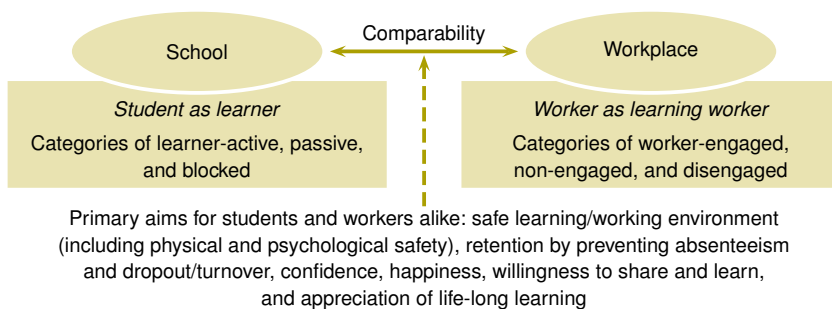 Comparability
School
Workplace
Student as learner
Categories of learner-active, passive,
and blocked
Worker as learning worker
Categories of worker-engaged,
non-engaged, and disengaged
Primary aims for students and workers alike: safe learning/working environment
(including physical and psychological safety), retention by preventing absenteeism
and dropout/turnover, confidence, happiness, willingness to share and learn,
and appreciation of life-long learning